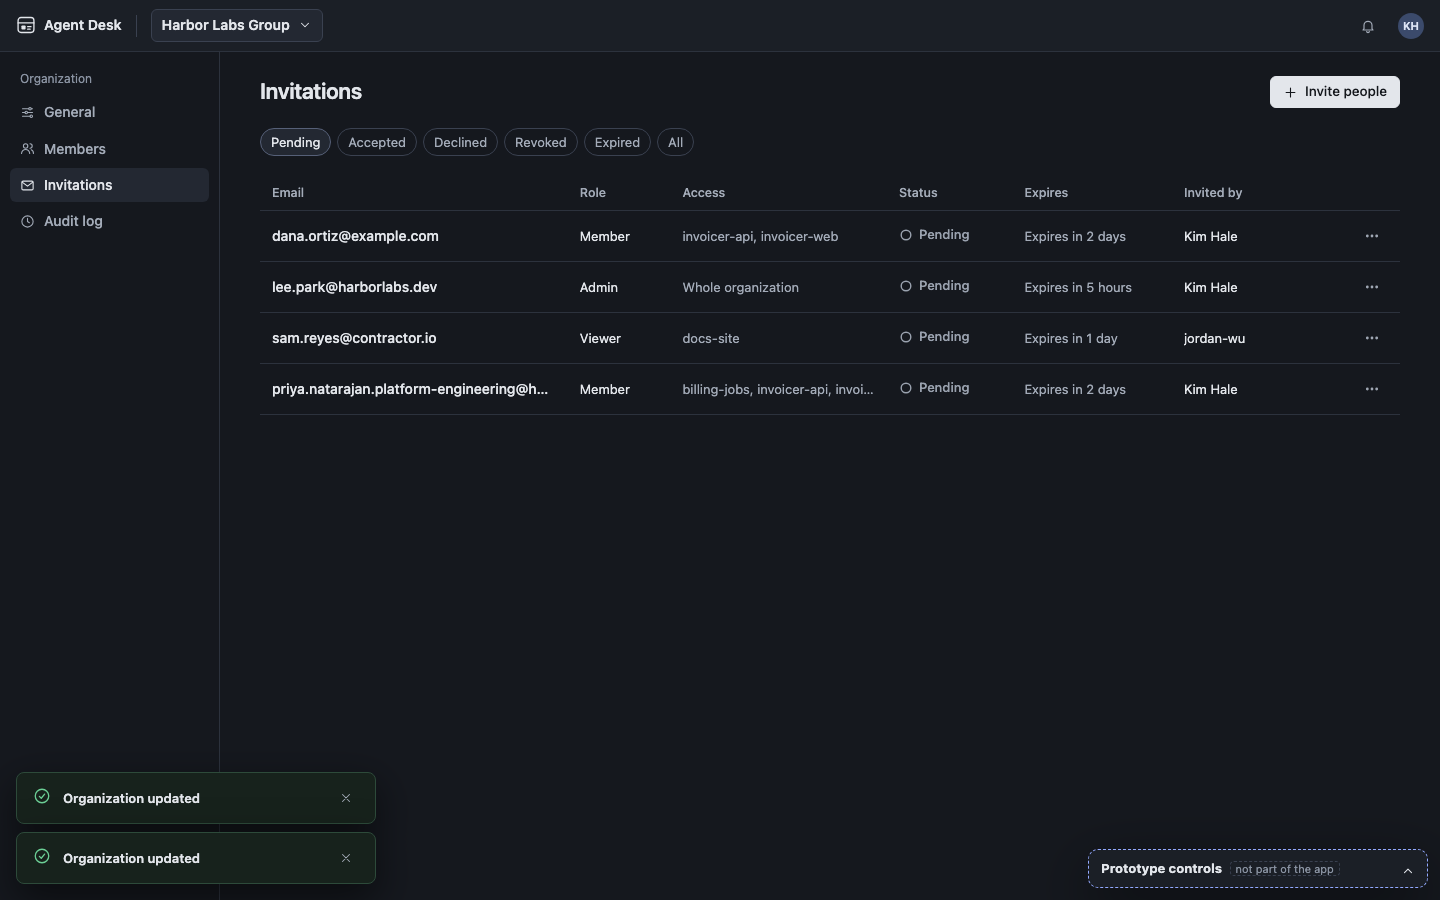 Agent Desk
Harbor Labs Group
KH
Organization
General
Members
Invitations
Audit log
Invitations
Invite people
Pending Accepted Declined Revoked Expired All
Email Role Access Status Expires Invited by
dana.ortiz@example.com Member invoicer-api, invoicer-web Pending Expires in 2 days Kim Hale
lee.park@harborlabs.dev Admin Whole organization Pending Expires in 5 hours Kim Hale
sam.reyes@contractor.io Viewer docs-site Pending Expires in 1 day jordan-wu
priya.natarajan.platform-engineering@h... Member billing-jobs, invoicer-api, invoi... Pending Expires in 2 days Kim Hale
Organization updated
Organization updated
Prototype controls not part of the app